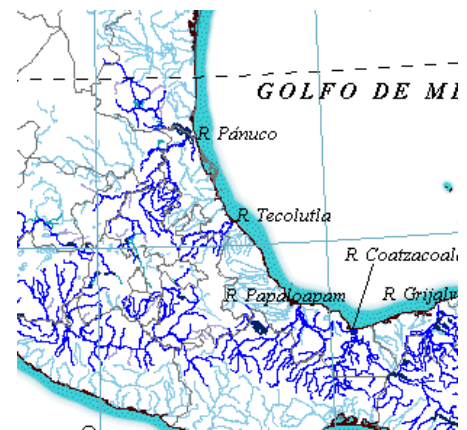 GOLFO DE ME
R. Pánuco
R. Tecolutla
R. Coatzacoalc
R. Papaloapam
R. Grijalv